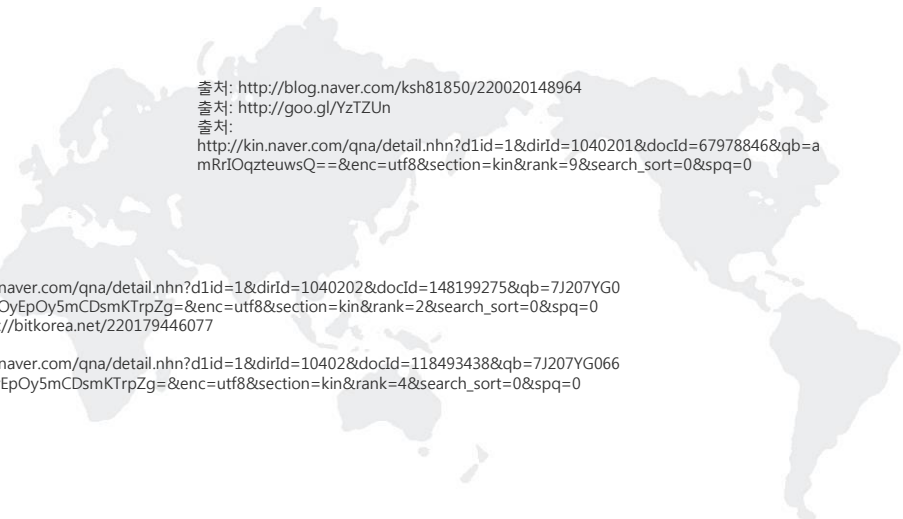 출처: http://blog.naver.com/ksh81850/220020148964
출처: http://goo.gl/YzTZUn
출처:
http://kin.naver.com/qna/detail.nhn?d1id=1&dirId=1040201&docId=67978846&qb=a
mRrIOqzteuwsQ==&enc=utf8&section=kin&rank=9&search_sort=0&spq=0
naver.com/qna/detail.nhn?d1id=1&dirId=1040202&docId=148199275&qb=7J207YG0
OyEpOy5mCDsmKTrpZg=&enc=utf8&section=kin&rank=2&search_sort=0&spq=0
://bitkorea.net/220179446077
naver.com/qna/detail.nhn?d1id=1&dirId=10402&docId=118493438&qb=7J207YG066
EpOy5mCDsmKTrpZg=&enc=utf8&section=kin&rank=4&search_sort=0&spq=0